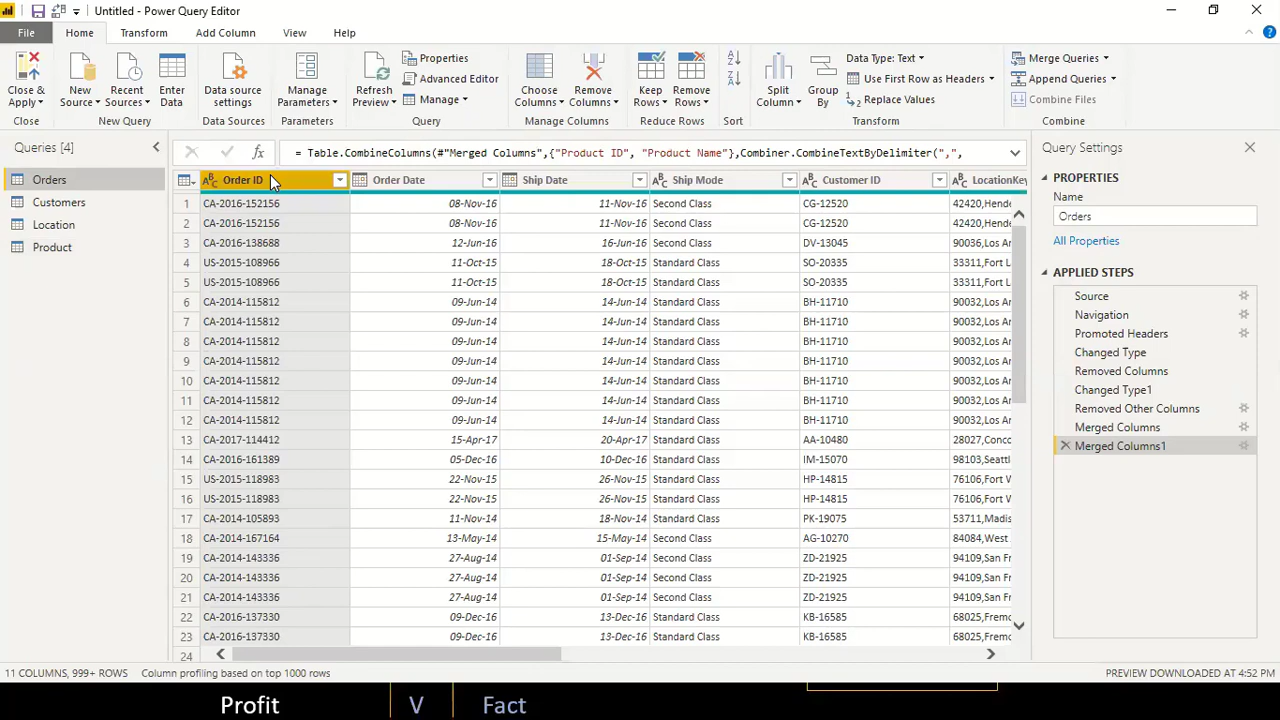 Untitled - Power Query Editor
File Home Transform Add Column View Help
Close & Apply
New Source
Recent Sources
Enter Data
Data source settings
Manage Parameters
Refresh Preview
Properties
Advanced Editor
Manage
Choose Columns
Remove Columns
Keep Rows
Remove Rows
Split Column
Group By
Data Type: Text
Use First Row as Headers
Replace Values
Merge Queries
Append Queries
Combine Files
Close New Query Data Sources Parameters Query Manage Columns Reduce Rows Sort Transform Combine
Queries [4]
Orders
Customers
Location
Product
fx = Table.CombineColumns(#"Merged Columns",{"Product ID", "Product Name"},Combiner.CombineTextByDelimiter(",",
Order ID Order Date Ship Date Ship Mode Customer ID LocationKey
1 CA-2016-152156 08-Nov-16 11-Nov-16 Second Class CG-12520 42420,Hende
2 CA-2016-152156 08-Nov-16 11-Nov-16 Second Class CG-12520 42420,Hende
3 CA-2016-138688 12-Jun-16 16-Jun-16 Second Class DV-13045 90036,Los Ar
4 US-2015-108966 11-Oct-15 18-Oct-15 Standard Class SO-20335 33311,Fort L
5 US-2015-108966 11-Oct-15 18-Oct-15 Standard Class SO-20335 33311,Fort L
6 CA-2014-115812 09-Jun-14 14-Jun-14 Standard Class BH-11710 90032,Los Ar
7 CA-2014-115812 09-Jun-14 14-Jun-14 Standard Class BH-11710 90032,Los Ar
8 CA-2014-115812 09-Jun-14 14-Jun-14 Standard Class BH-11710 90032,Los Ar
9 CA-2014-115812 09-Jun-14 14-Jun-14 Standard Class BH-11710 90032,Los Ar
10 CA-2014-115812 09-Jun-14 14-Jun-14 Standard Class BH-11710 90032,Los Ar
11 CA-2014-115812 09-Jun-14 14-Jun-14 Standard Class BH-11710 90032,Los Ar
12 CA-2014-115812 09-Jun-14 14-Jun-14 Standard Class BH-11710 90032,Los Ar
13 CA-2017-114412 15-Apr-17 20-Apr-17 Standard Class AA-10480 28027,Conco
14 CA-2016-161389 05-Dec-16 10-Dec-16 Standard Class IM-15070 98103,Seattl
15 US-2015-118983 22-Nov-15 26-Nov-15 Standard Class HP-14815 76106,Fort W
16 US-2015-118983 22-Nov-15 26-Nov-15 Standard Class HP-14815 76106,Fort W
17 CA-2014-105893 11-Nov-14 18-Nov-14 Standard Class PK-19075 53711,Madis
18 CA-2014-167164 13-May-14 15-May-14 Second Class AG-10270 84084,West
19 CA-2014-143336 27-Aug-14 01-Sep-14 Second Class ZD-21925 94109,San F
20 CA-2014-143336 27-Aug-14 01-Sep-14 Second Class ZD-21925 94109,San F
21 CA-2014-143336 27-Aug-14 01-Sep-14 Second Class ZD-21925 94109,San F
22 CA-2016-137330 09-Dec-16 13-Dec-16 Standard Class KB-16585 68025,Fremo
23 CA-2016-137330 09-Dec-16 13-Dec-16 Standard Class KB-16585 68025,Fremo
24
Query Settings
PROPERTIES
Name
Orders
All Properties
APPLIED STEPS
Source
Navigation
Promoted Headers
Changed Type
Removed Columns
Changed Type1
Removed Other Columns
Merged Columns
Merged Columns1
11 COLUMNS, 999+ ROWS Column profiling based on top 1000 rows PREVIEW DOWNLOADED AT 4:52 PM
Profit V Fact